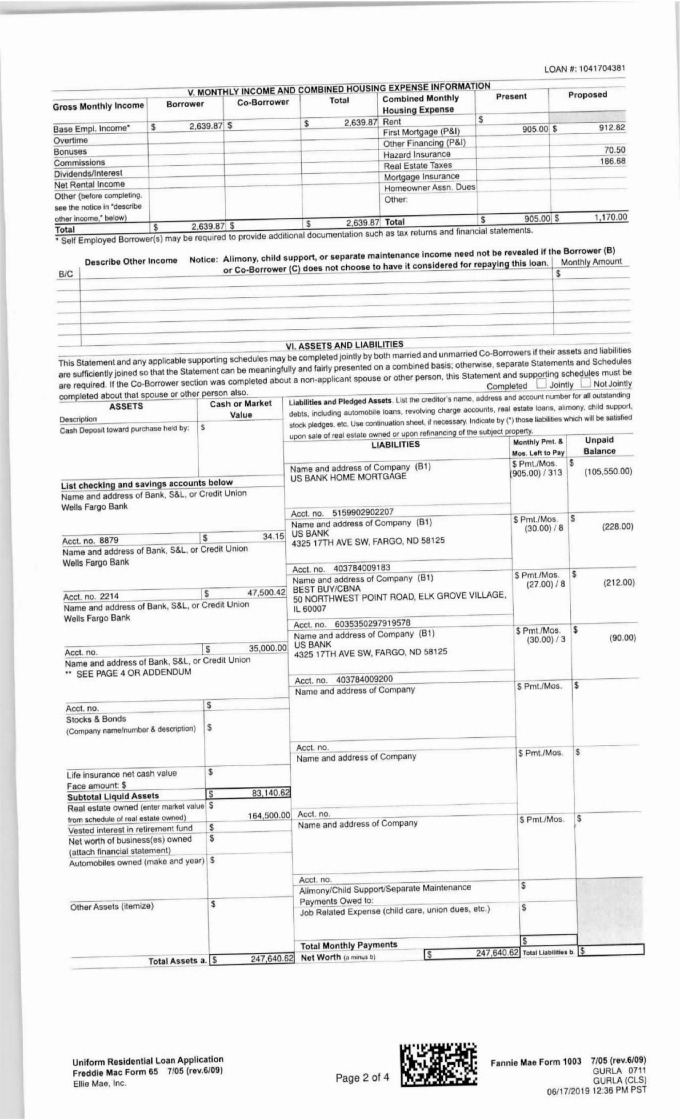 LOAN #: 1041704381
V. MONTHLY INCOME AND COMBINED HOUSING EXPENSE INFORMATION
Gross Monthly Income Borrower Co-Borrower Total Combined Monthly Housing Expense Present Proposed
Base Empl. Income* $ 2,639.87 $ $ 2,639.87 Rent $
Overtime First Mortgage (P&I) 905.00 $ 912.82
Bonuses Other Financing (P&I)
Commissions Hazard Insurance 70.50
Dividends/Interest Real Estate Taxes 186.68
Net Rental Income Mortgage Insurance
Other (before completing, Homeowner Assn. Dues
see the notice in "describe Other:
other income," below)
Total $ 2,639.87 $ $ 2,639.87 Total $ 905.00 $ 1,170.00
* Self Employed Borrower(s) may be required to provide additional documentation such as tax returns and financial statements.
Describe Other Income Notice: Alimony, child support, or separate maintenance income need not be revealed if the Borrower (B)
or Co-Borrower (C) does not choose to have it considered for repaying this loan.
B/C Monthly Amount
$
VI. ASSETS AND LIABILITIES
This Statement and any applicable supporting schedules may be completed jointly by both married and unmarried Co-Borrowers if their assets and liabilities
are sufficiently joined so that the Statement can be meaningfully and fairly presented on a combined basis; otherwise, separate Statements and Schedules
are required. If the Co-Borrower section was completed about a non-applicant spouse or other person, this Statement and supporting schedules must be
completed about that spouse or other person also.
Completed Jointly Not Jointly
ASSETS
Description
Cash or Market Value
Cash Deposit toward purchase held by: $
List checking and savings accounts below
Name and address of Bank, S&L, or Credit Union
Wells Fargo Bank
Acct. no. 8879 $ 34.15
Name and address of Bank, S&L, or Credit Union
Wells Fargo Bank
Acct. no. 2214 $ 47,500.42
Name and address of Bank, S&L, or Credit Union
Wells Fargo Bank
Acct. no. $ 35,000.00
Name and address of Bank, S&L, or Credit Union
** SEE PAGE 4 OR ADDENDUM
Acct. no. $
Stocks & Bonds
(Company name/number & description) $
Life insurance net cash value $
Face amount: $
Subtotal Liquid Assets $ 83,140.62
Real estate owned (enter market value $
from schedule of real estate owned) 164,500.00
Vested interest in retirement fund $
Net worth of business(es) owned $
(attach financial statement)
Automobiles owned (make and year) $
Other Assets (itemize) $
Total Assets a. $ 247,640.62
Liabilities and Pledged Assets. List the creditor's name, address and account number for all outstanding
debts, including automobile loans, revolving charge accounts, real estate loans, alimony, child support,
stock pledges, etc. Use continuation sheet, if necessary. Indicate by (*) those liabilities which will be satisfied
upon sale of real estate owned or upon refinancing of the subject property.
LIABILITIES Monthly Pmt. & Mos. Left to Pay Unpaid Balance
Name and address of Company (B1) $ Pmt./Mos. $
US BANK HOME MORTGAGE (905.00) / 313 (105,550.00)
Acct. no. 5159902902207
Name and address of Company (B1) $ Pmt./Mos. $
US BANK (30.00) / 8 (228.00)
4325 17TH AVE SW, FARGO, ND 58125
Acct. no. 403784009183
Name and address of Company (B1) $ Pmt./Mos. $
BEST BUY/CBNA (27.00) / 8 (212.00)
50 NORTHWEST POINT ROAD, ELK GROVE VILLAGE,
IL 60007
Acct. no. 6035350297919578
Name and address of Company (B1) $ Pmt./Mos. $
US BANK (30.00) / 3 (90.00)
4325 17TH AVE SW, FARGO, ND 58125
Acct. no. 403784009200
Name and address of Company $ Pmt./Mos. $
Acct. no.
Name and address of Company $ Pmt./Mos. $
Acct. no.
Name and address of Company $ Pmt./Mos. $
Acct. no.
Alimony/Child Support/Separate Maintenance $
Payments Owed to:
Job Related Expense (child care, union dues, etc.) $
Total Monthly Payments $
Net Worth (a minus b) $ 247,640.62 Total Liabilities b. $
Uniform Residential Loan Application
Freddie Mac Form 65 7/05 (rev.6/09)
Ellie Mae, Inc.
Page 2 of 4
Fannie Mae Form 1003 7/05 (rev.6/09)
GURLA 0711
GURLA (CLS)
06/17/2019 12:36 PM PST